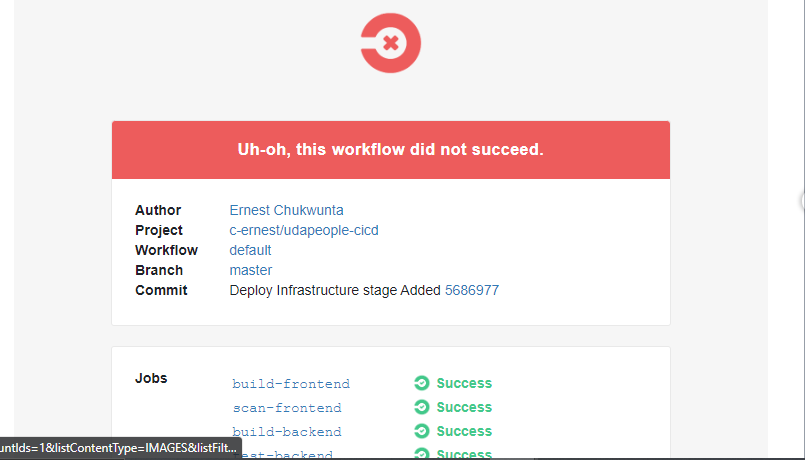 Uh-oh, this workflow did not succeed.
Author Ernest Chukwunta
Project c-ernest/udapeople-cicd
Workflow default
Branch master
Commit Deploy Infrastructure stage Added 5686977
Jobs build-frontend Success
scan-frontend Success
build-backend Success
untIds=1&listContentType=IMAGES&listFilt...
test-backend Success